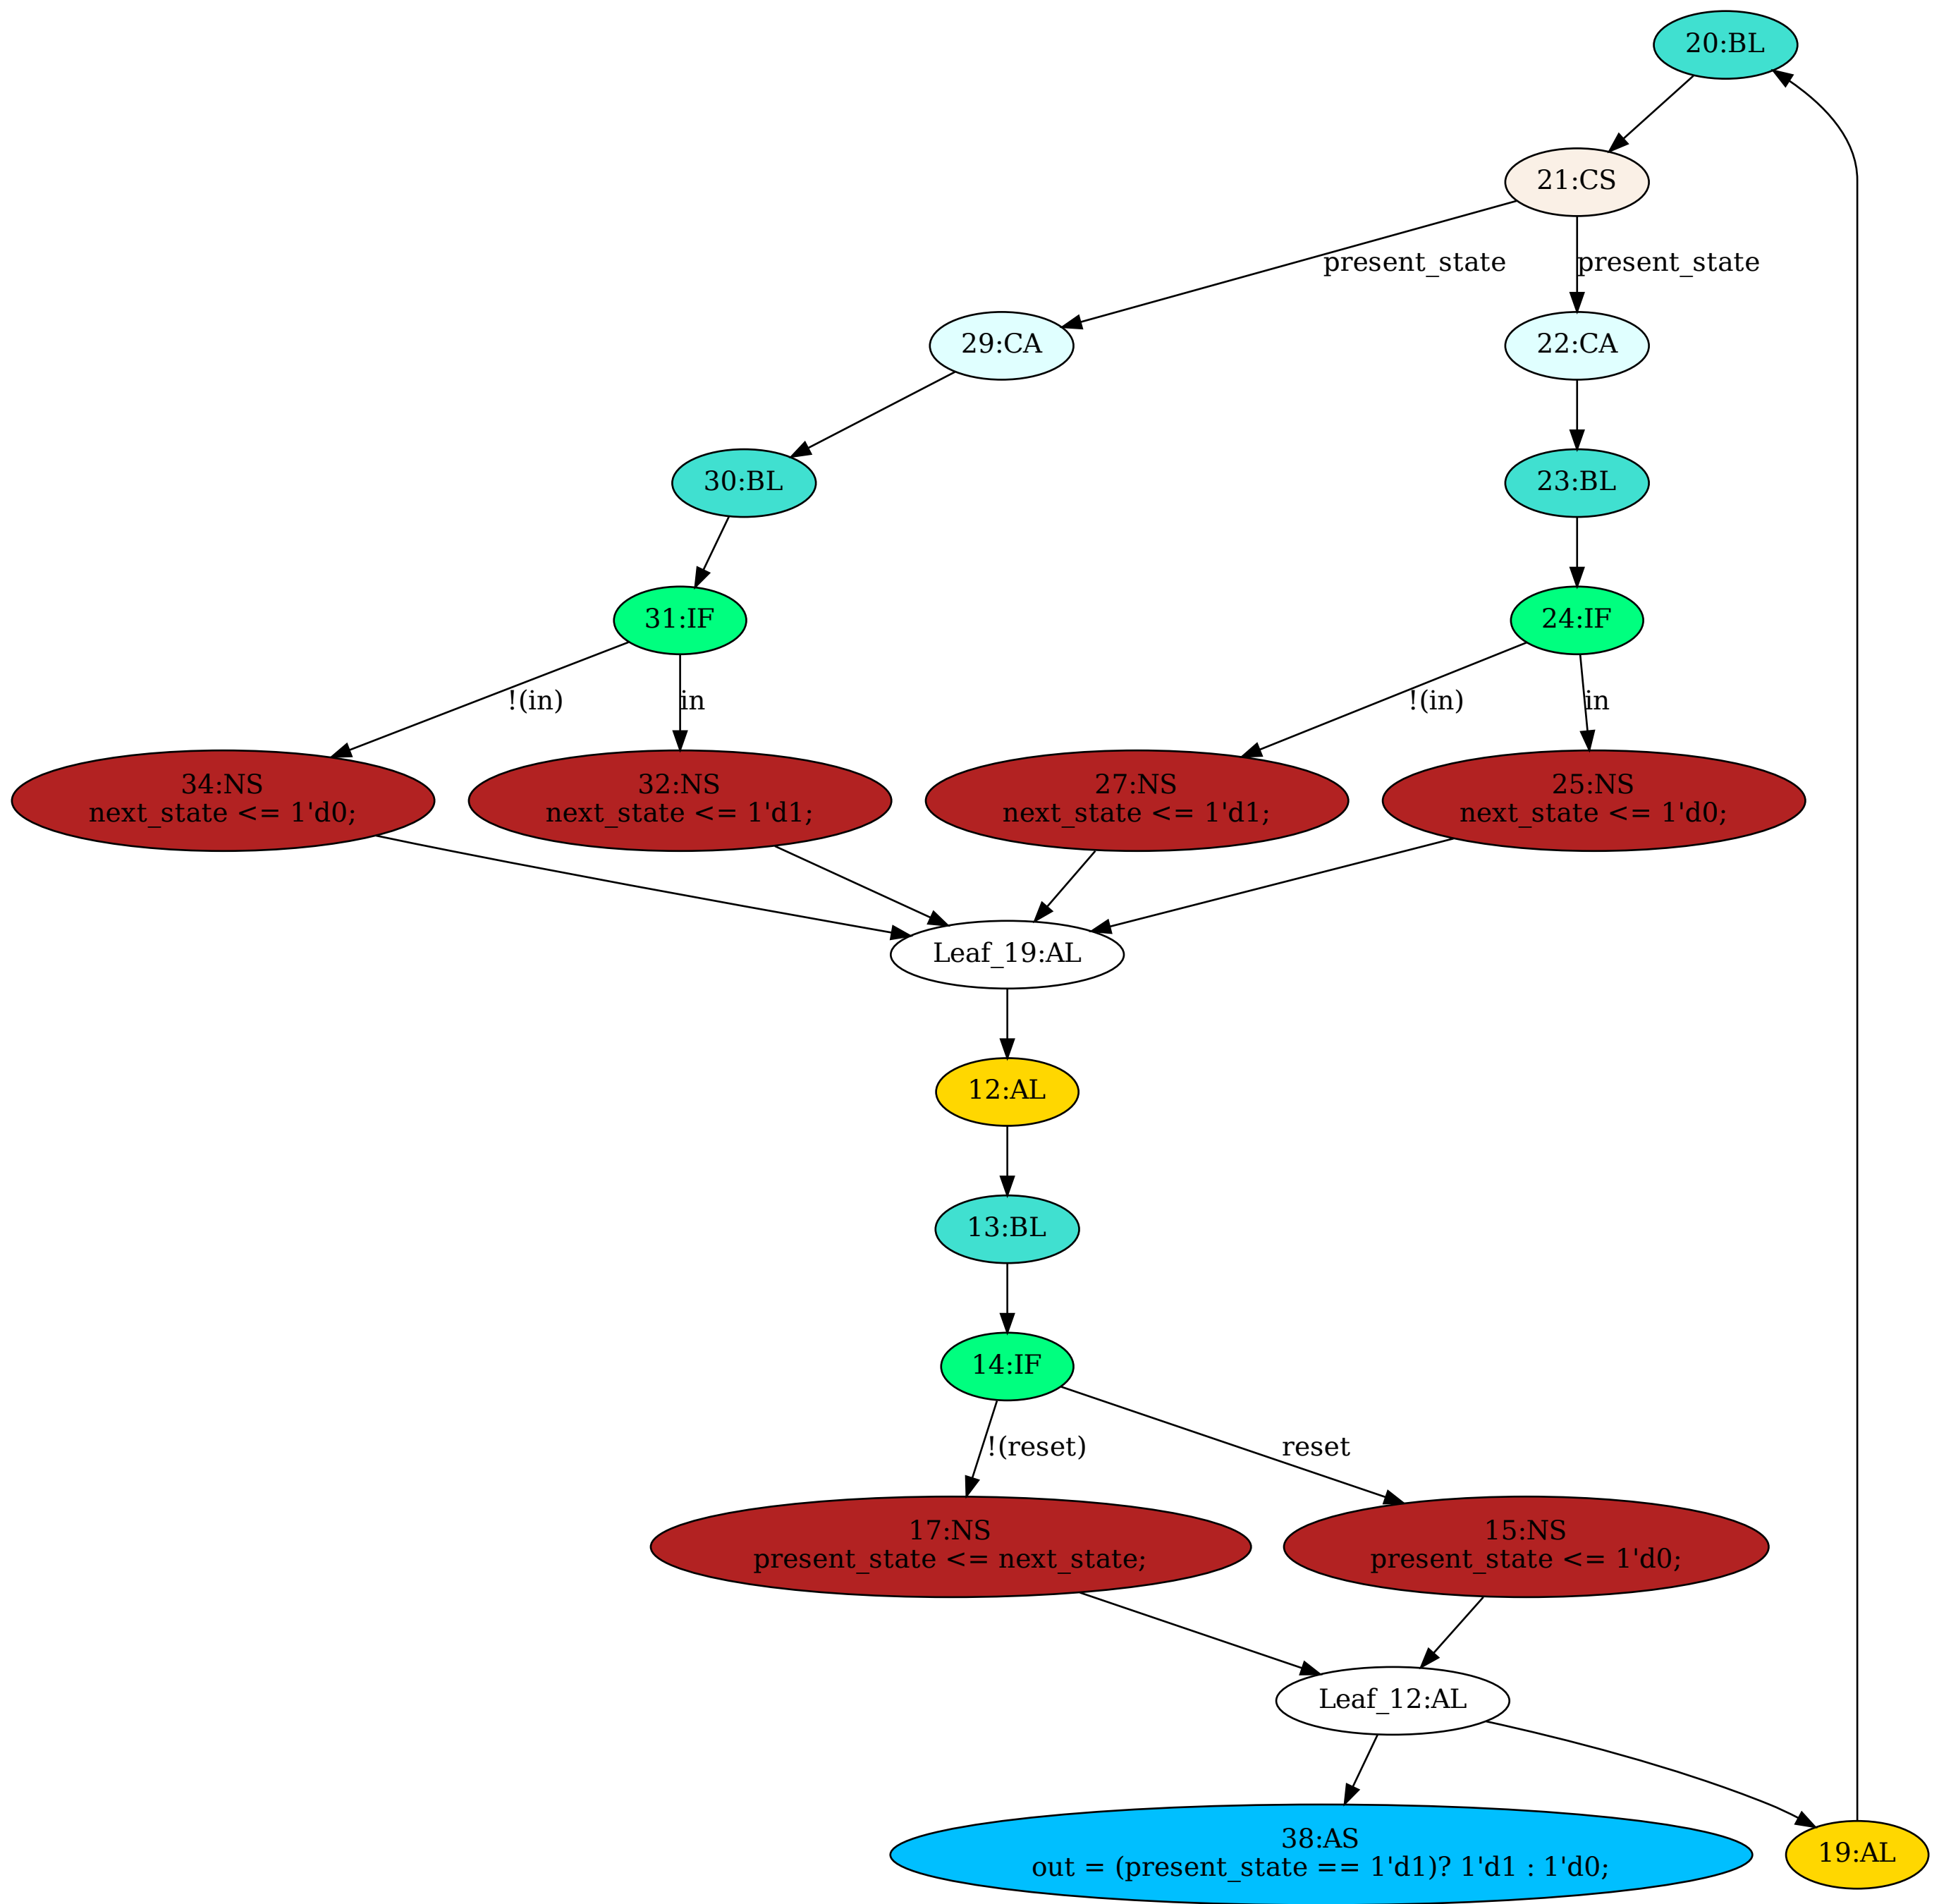 20:BL
21:CS
present_state
present_state
29:CA
22:CA
30:BL
23:BL
31:IF
24:IF
!(in)
in
!(in)
in
34:NS
next_state <= 1'd0;
32:NS
next_state <= 1'd1;
27:NS
next_state <= 1'd1;
25:NS
next_state <= 1'd0;
Leaf_19:AL
12:AL
13:BL
14:IF
!(reset)
reset
17:NS
present_state <= next_state;
15:NS
present_state <= 1'd0;
Leaf_12:AL
38:AS
out = (present_state == 1'd1)? 1'd1 : 1'd0;
19:AL